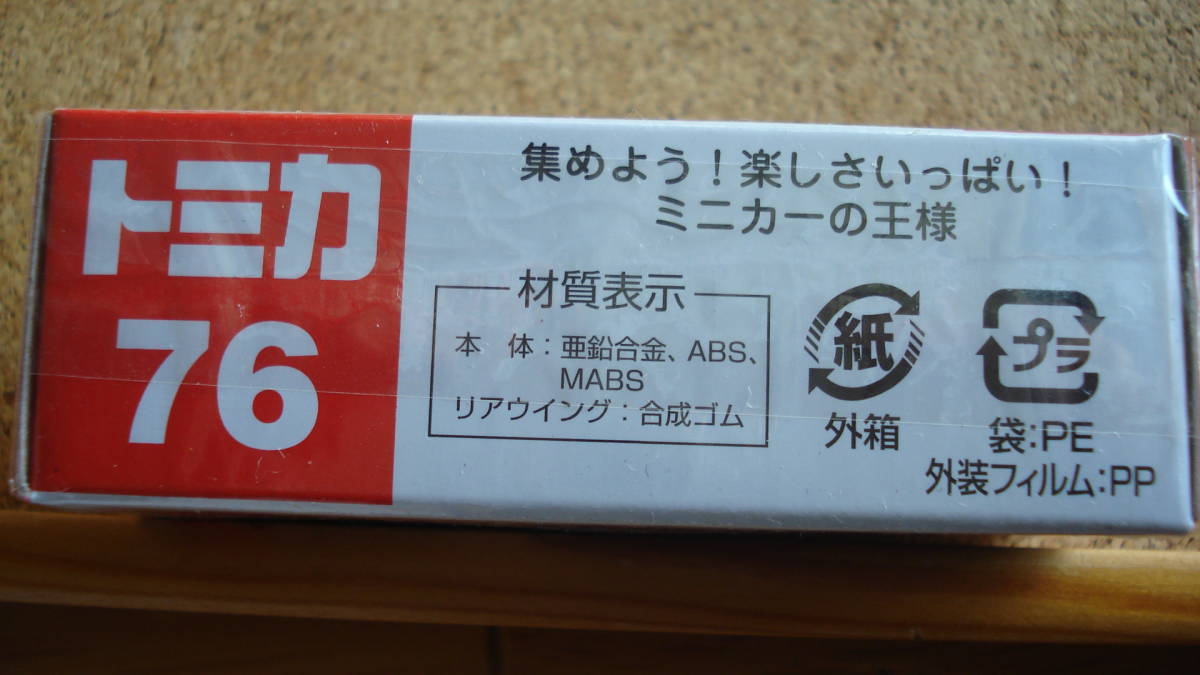 トミカ
76
集めよう！楽しさいっぱい！
ミニカーの王様
材質表示
本　体：亜鉛合金、ABS、
MABS
リアウイング：合成ゴム
紙
外箱
プラ
袋：PE
外装フィルム：PP